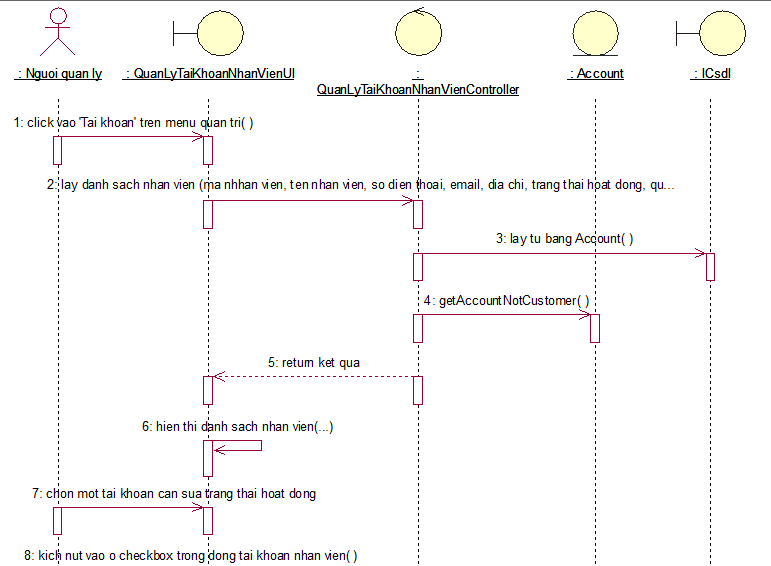 : Nguoi quan ly
: QuanLyTaiKhoanNhanVienUI
:
QuanLyTaiKhoanNhanVienController
: Account
: ICsdl
1: click vao 'Tai khoan' tren menu quan tri( )
2: lay danh sach nhan vien (ma nhhan vien, ten nhan vien, so dien thoai, email, dia chi, trang thai hoat dong, qu...
3: lay tu bang Account( )
4: getAccountNotCustomer( )
5: return ket qua
6: hien thi danh sach nhan vien(...)
7: chon mot tai khoan can sua trang thai hoat dong
8: kich nut vao o checkbox trong dong tai khoan nhan vien( )